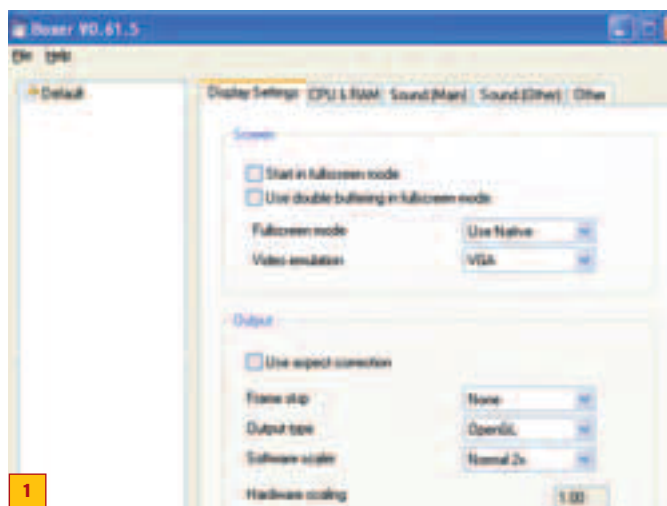 Boxer V0.61.5
File Help
Default
Display Settings CPU & RAM Sound (Main) Sound (Other) Other
Screen
Start in fullscreen mode
Use double buffering in fullscreen mode
Fullscreen mode Use Native
Video emulation VGA
Output
Use aspect correction
Frame skip None
Output type OpenGL
Software scaler Normal 2x
Hardware scaling 1.00
1